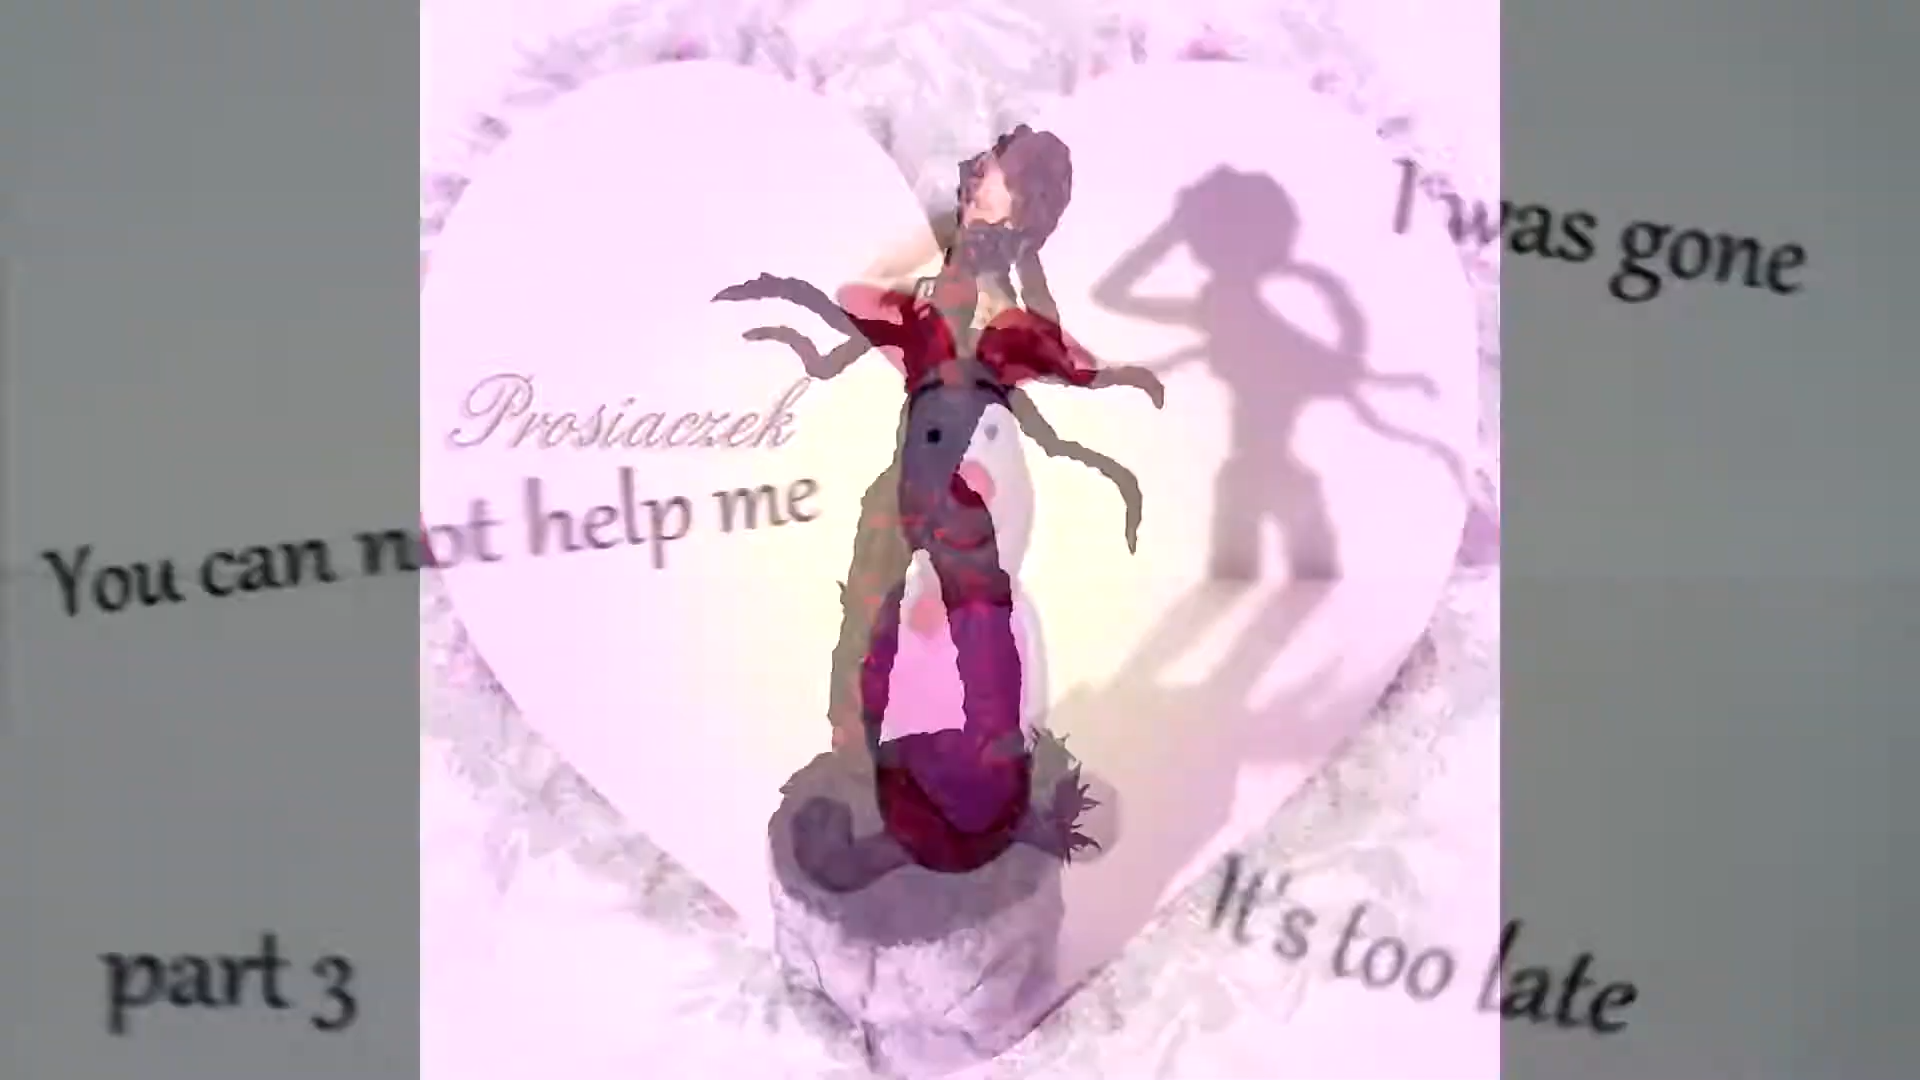 I was gone
Prosiaczek
You can not help me
It's too late
part 3